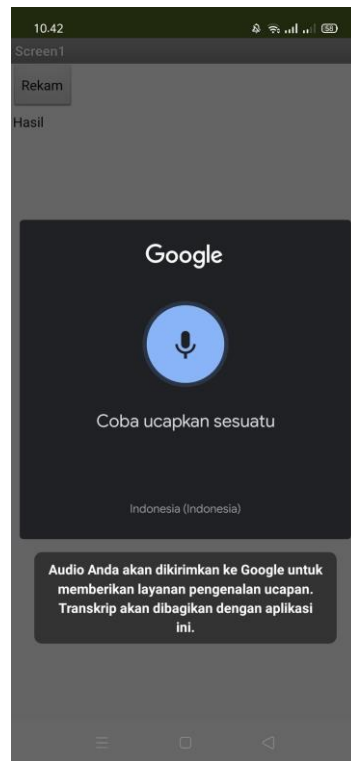 10.42
58
Screen1
Rekam
Hasil
Google
Coba ucapkan sesuatu
Indonesia (Indonesia)
Audio Anda akan dikirimkan ke Google untuk
memberikan layanan pengenalan ucapan.
Transkrip akan dibagikan dengan aplikasi
ini.